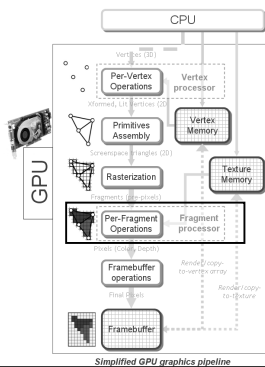 CPU
Vertices (3D)
Per-Vertex
Operations
Vertex
processor
Xformed, Lit Vertices (2D)
Primitives
Assembly
Vertex
Memory
Screenspace triangles (2D)
Rasterization
Texture
Memory
GPU
Fragments (pre-pixels)
Per-Fragment
Operations
Fragment
processor
Pixels (Color, Depth)
Framebuffer
operations
Render/copy-
to-vertex array
Render/copy-
to-texture
Final Pixels
Framebuffer
Simplified GPU graphics pipeline